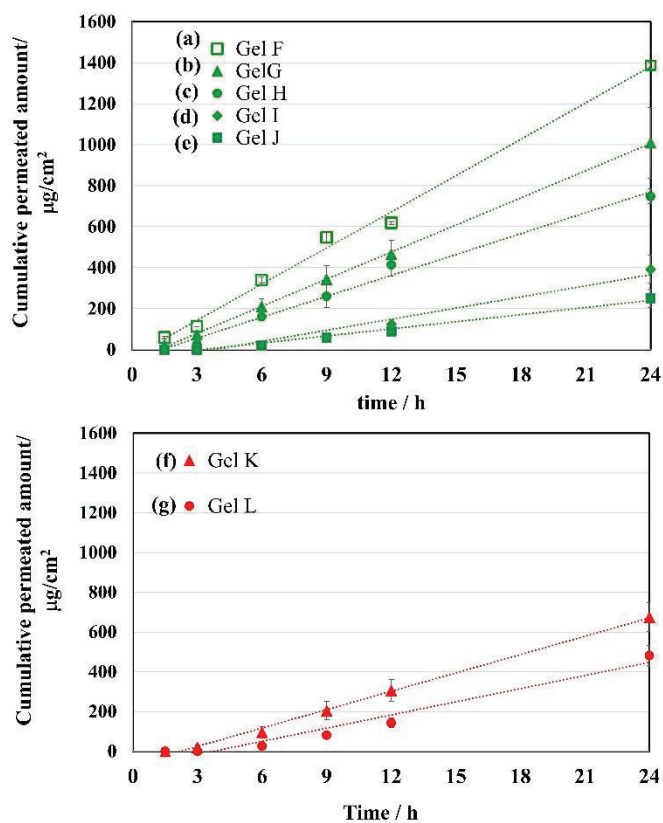 1600
1400
1200
1000
800
600
400
200
0
Cumulative permeated amount/
µg/cm²
(a) Gel F
(b) GelG
(c) Gel H
(d) Gel I
(e) Gel J
0 3 6 9 12 15 18 21 24
time / h
1600
1400
1200
1000
800
600
400
200
0
Cumulative permeated amount/
µg/cm²
(f) Gel K
(g) Gel L
0 3 6 9 12 15 18 21 24
Time / h